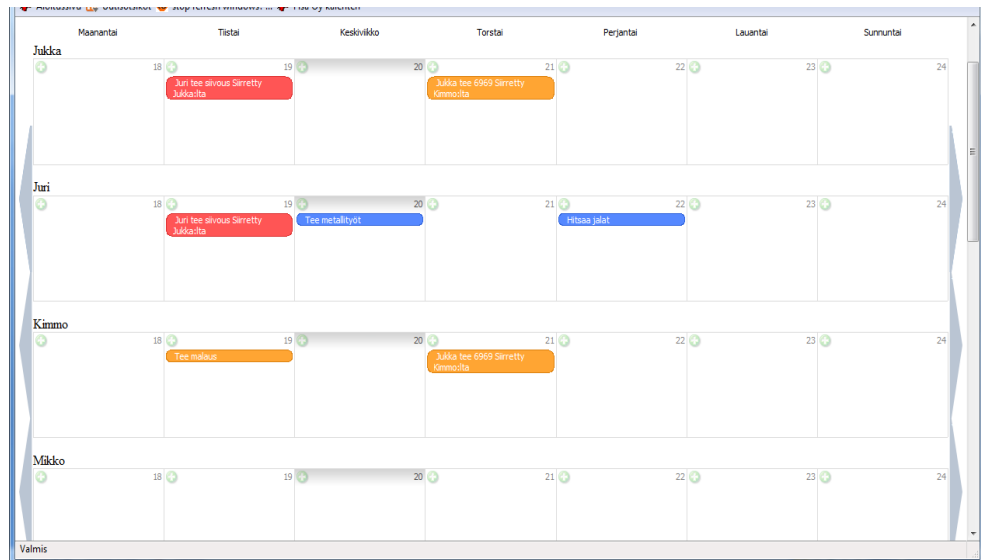 Maanantai Tiistai Keskiviikko Torstai Perjantai Lauantai Sunnuntai
Jukka
18 19 20 21 22 23 24
Juri tee siivous Siirretty
Jukka:lta
Jukka tee 6969 Siirretty
Kimmo:lta
Juri
18 19 20 21 22 23 24
Juri tee siivous Siirretty
Jukka:lta
Tee metallityöt
Hitsaa jalat
Kimmo
18 19 20 21 22 23 24
Tee malaus
Jukka tee 6969 Siirretty
Kimmo:lta
Mikko
18 19 20 21 22 23 24
Valmis